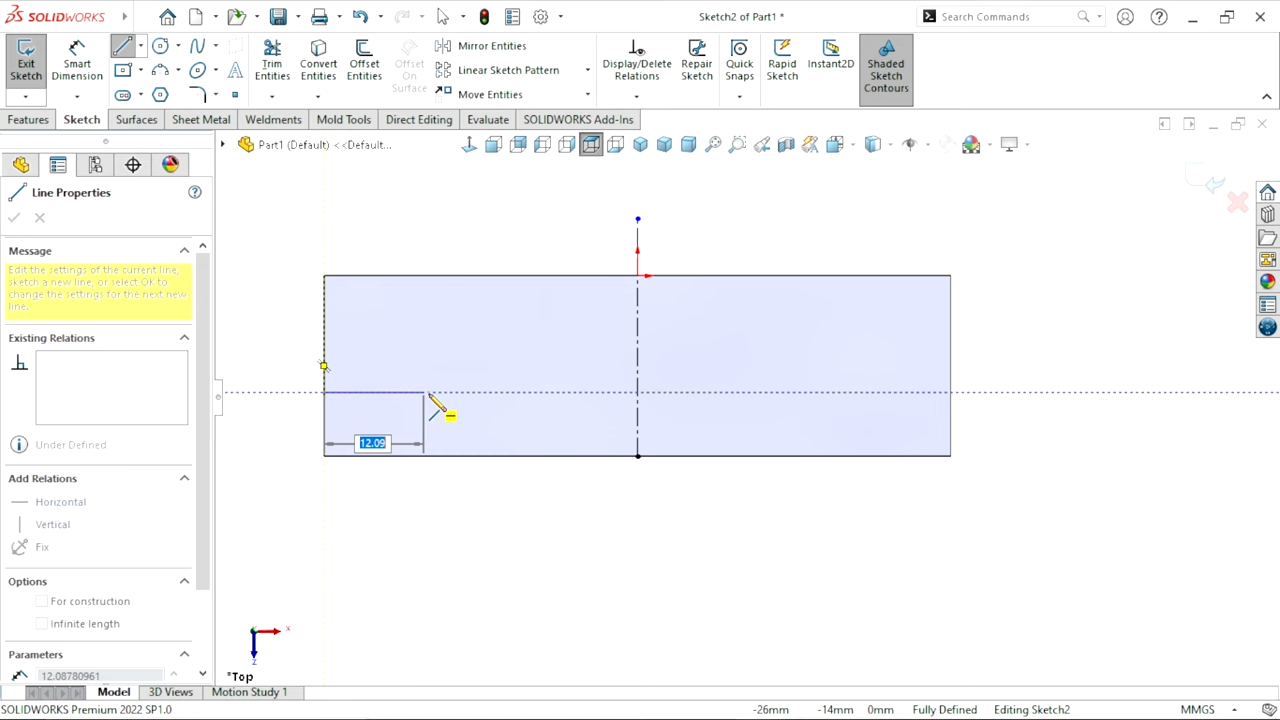 SOLIDWORKS
Sketch2 of Part1 *
Search Commands
Exit Sketch
Smart Dimension
Trim Entities
Convert Entities
Offset Entities
Offset On Surface
Mirror Entities
Linear Sketch Pattern
Move Entities
Display/Delete Relations
Repair Sketch
Quick Snaps
Rapid Sketch
Instant2D
Shaded Sketch Contours
Features
Sketch
Surfaces
Sheet Metal
Weldments
Mold Tools
Direct Editing
Evaluate
SOLIDWORKS Add-Ins
Part1 (Default) <<Default...
Line Properties
Message
Edit the settings of the current line,
sketch a new line, or select Ok to
change the settings for the next new
line.
Existing Relations
Under Defined
Add Relations
Horizontal
Vertical
Fix
Options
For construction
Infinite length
Parameters
12.08780961
12.09
x
z
*Top
Model
3D Views
Motion Study 1
SOLIDWORKS Premium 2022 SP1.0
-26mm
-14mm
0mm
Fully Defined
Editing Sketch2
MMGS